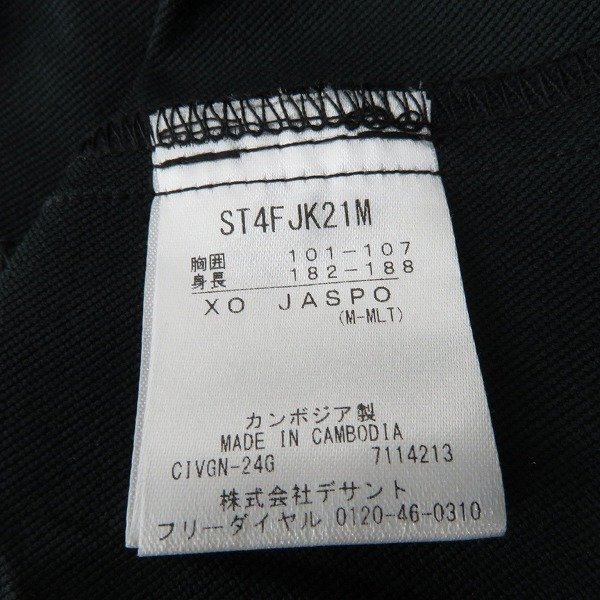 ST4FJK21M
胸囲 101-107
身長 182-188
XO JASPO
(M-MLT)
カンボジア製
MADE IN CAMBODIA
CIVGN-24G 7114213
株式会社デサント
フリーダイヤル 0120-46-0310